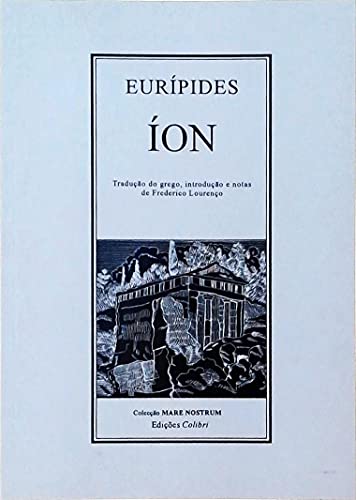 EURÍPIDES
ÍON
Tradução do grego, introdução e notas
de Frederico Lourenço
Colecção MARE NOSTRUM
Edições Colibri